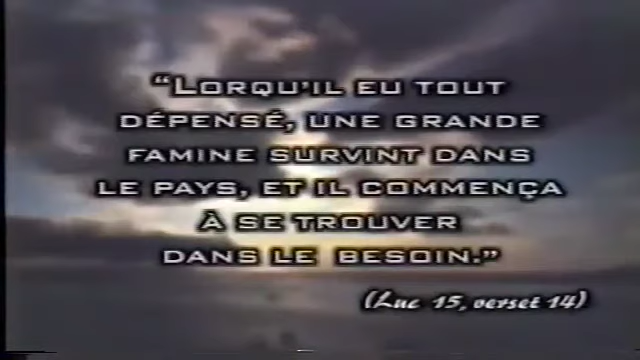 “LORQU'IL EU TOUT
DÉPENSÉ, UNE GRANDE
FAMINE SURVINT DANS
LE PAYS, ET IL COMMENÇA
À SE TROUVER
DANS LE BESOIN.”
(Luc 15, verset 14)